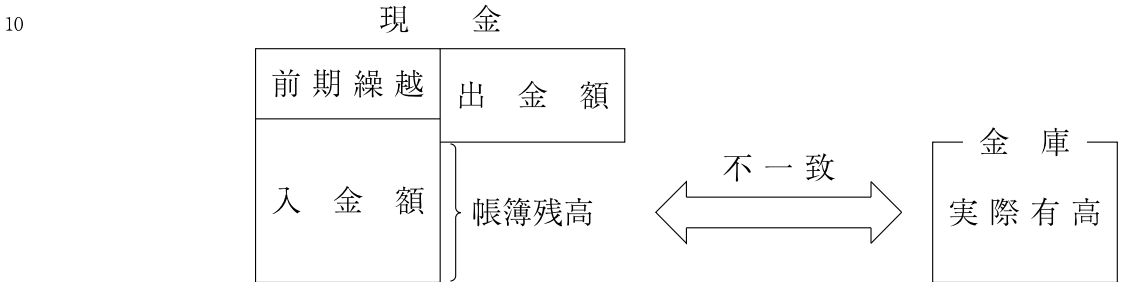 10
現 金
前期繰越
出 金 額
入 金 額
帳簿残高
不一致
金 庫
実際有高